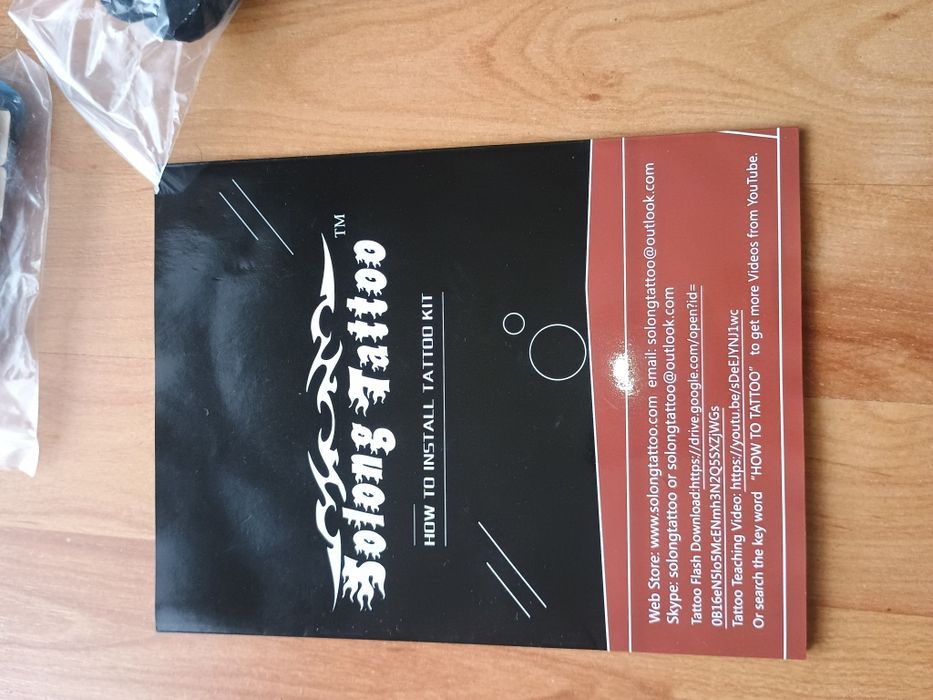 Solong Tattoo TM
HOW TO INSTALL TATTOO KIT
Web Store: www.solongtattoo.com email: solongtattoo@outlook.com
Skype: solongtattoo or solongtattoo@outlook.com
Tattoo Flash Download:https://drive.google.com/open?id=
0B16eN5lo5McENmh3N2Q5SXZjWGs
Tattoo Teaching Video: https://youtu.be/sDeEJYNJ1wc
Or search the key word “HOW TO TATTOO” to get more Videos from YouTube.